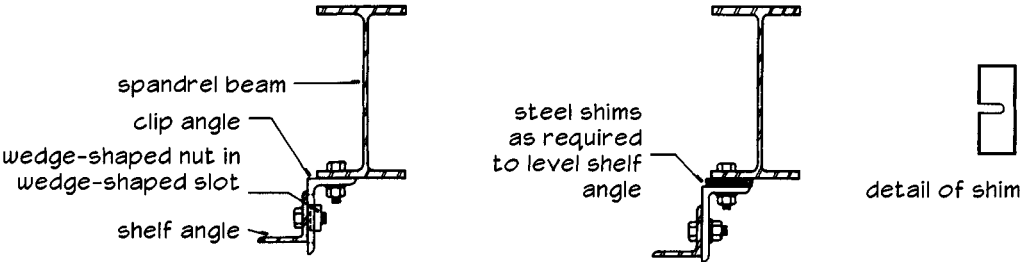 spandrel beam
clip angle
wedge-shaped nut in
wedge-shaped slot
shelf angle
steel shims
as required
to level shelf
angle
detail of shim